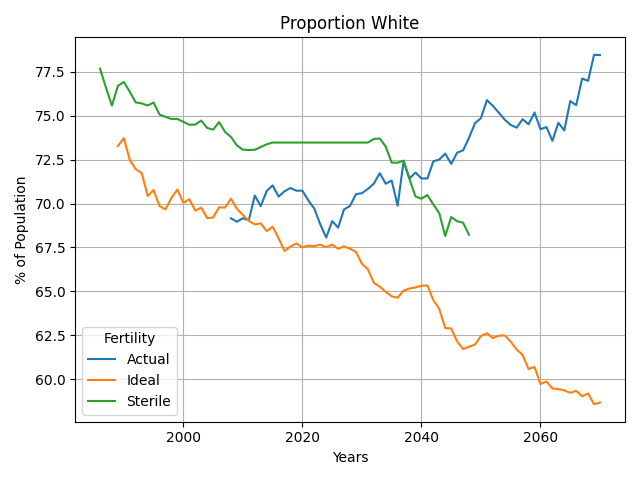 Proportion White
% of Population
77.5
75.0
72.5
70.0
67.5
65.0
62.5
60.0
Fertility
Actual
Ideal
Sterile
2000
2020
2040
2060
Years